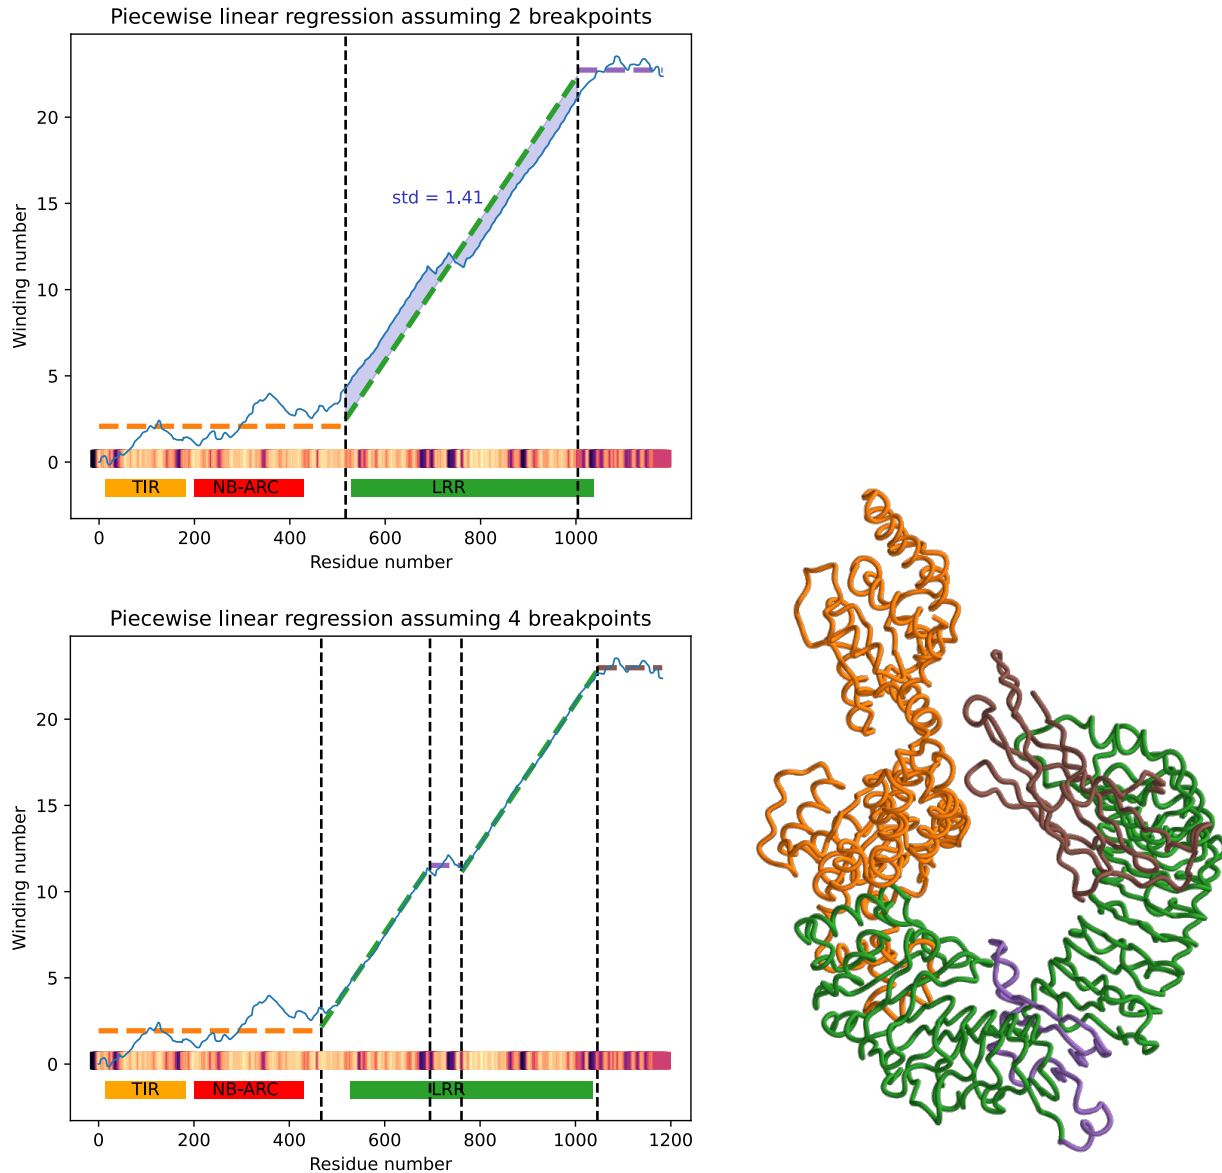 Piecewise linear regression assuming 2 breakpoints
Winding number
20
15
10
5
0
std = 1.41
TIR
NB-ARC
LRR
0 200 400 600 800 1000
Residue number
Piecewise linear regression assuming 4 breakpoints
Winding number
20
15
10
5
0
TIR
NB-ARC
LRR
0 200 400 600 800 1000 1200
Residue number